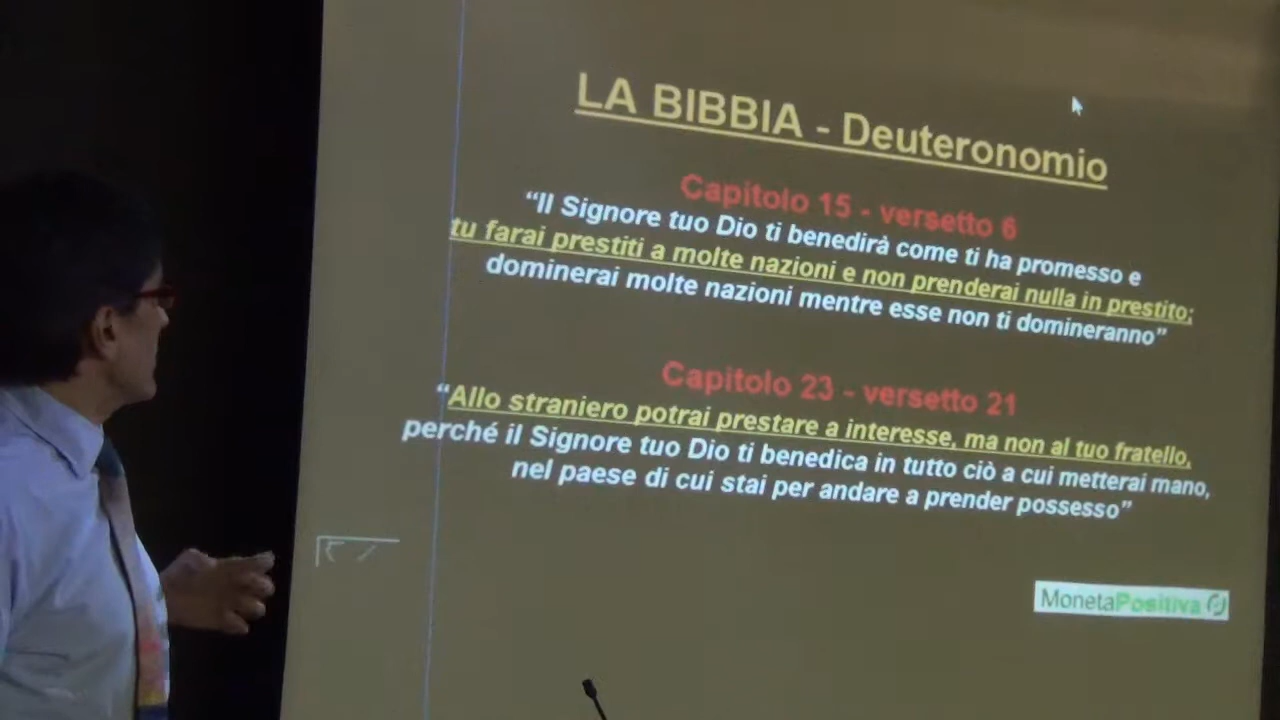 LA BIBBIA - Deuteronomio
Capitolo 15 - versetto 6
“Il Signore tuo Dio ti benedirà come ti ha promesso e
tu farai prestiti a molte nazioni e non prenderai nulla in prestito;
dominerai molte nazioni mentre esse non ti domineranno”
Capitolo 23 - versetto 21
“Allo straniero potrai prestare a interesse, ma non al tuo fratello,
perché il Signore tuo Dio ti benedica in tutto ciò a cui metterai mano,
nel paese di cui stai per andare a prender possesso”
MonetaPositiva